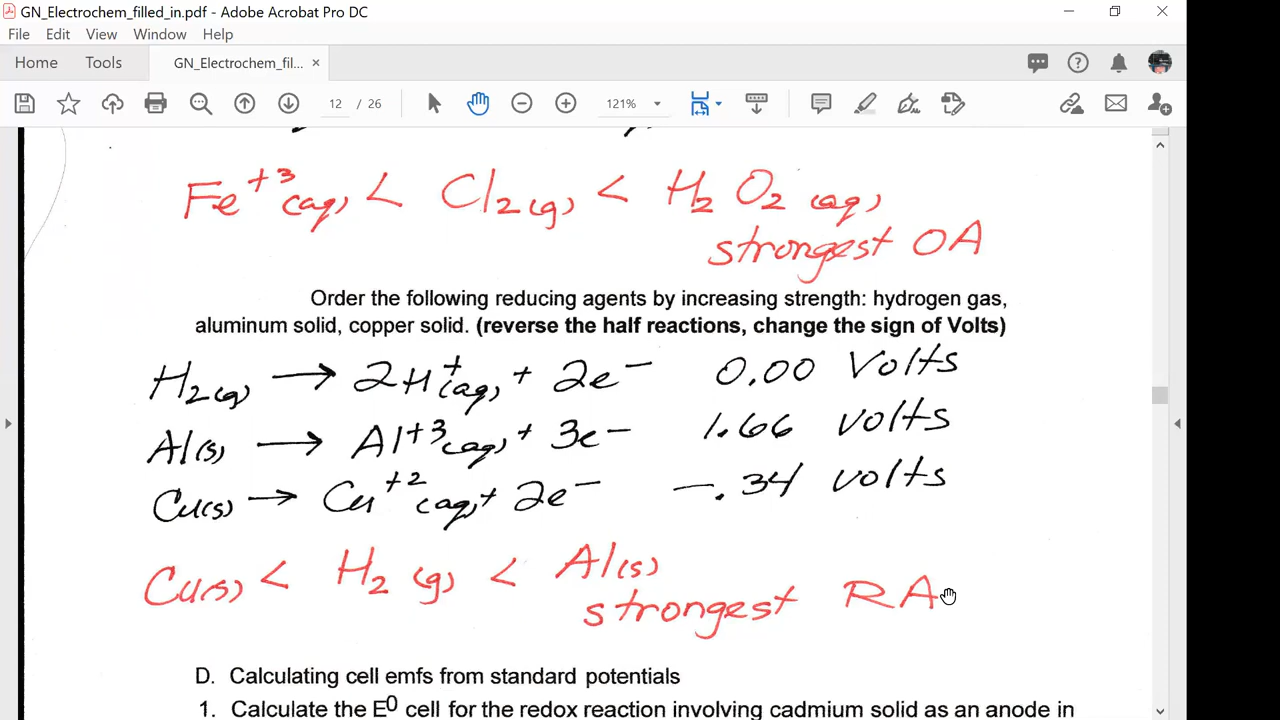 GN_Electrochem_filled_in.pdf - Adobe Acrobat Pro DC
File Edit View Window Help
Home Tools GN_Electrochem_fil... ×
12 / 26 121%
Fe+3(aq) < Cl2(g) < H2O2(aq)
strongest OA
Order the following reducing agents by increasing strength: hydrogen gas,
aluminum solid, copper solid. (reverse the half reactions, change the sign of Volts)
H2(g) → 2H+(aq) + 2e− 0.00 Volts
Al(s) → Al+3(aq) + 3e− 1.66 volts
Cu(s) → Cu+2(aq) + 2e− −.34 volts
Cu(s) < H2(g) < Al(s)
strongest RA
D. Calculating cell emfs from standard potentials
1. Calculate the E0 cell for the redox reaction involving cadmium solid as an anode in